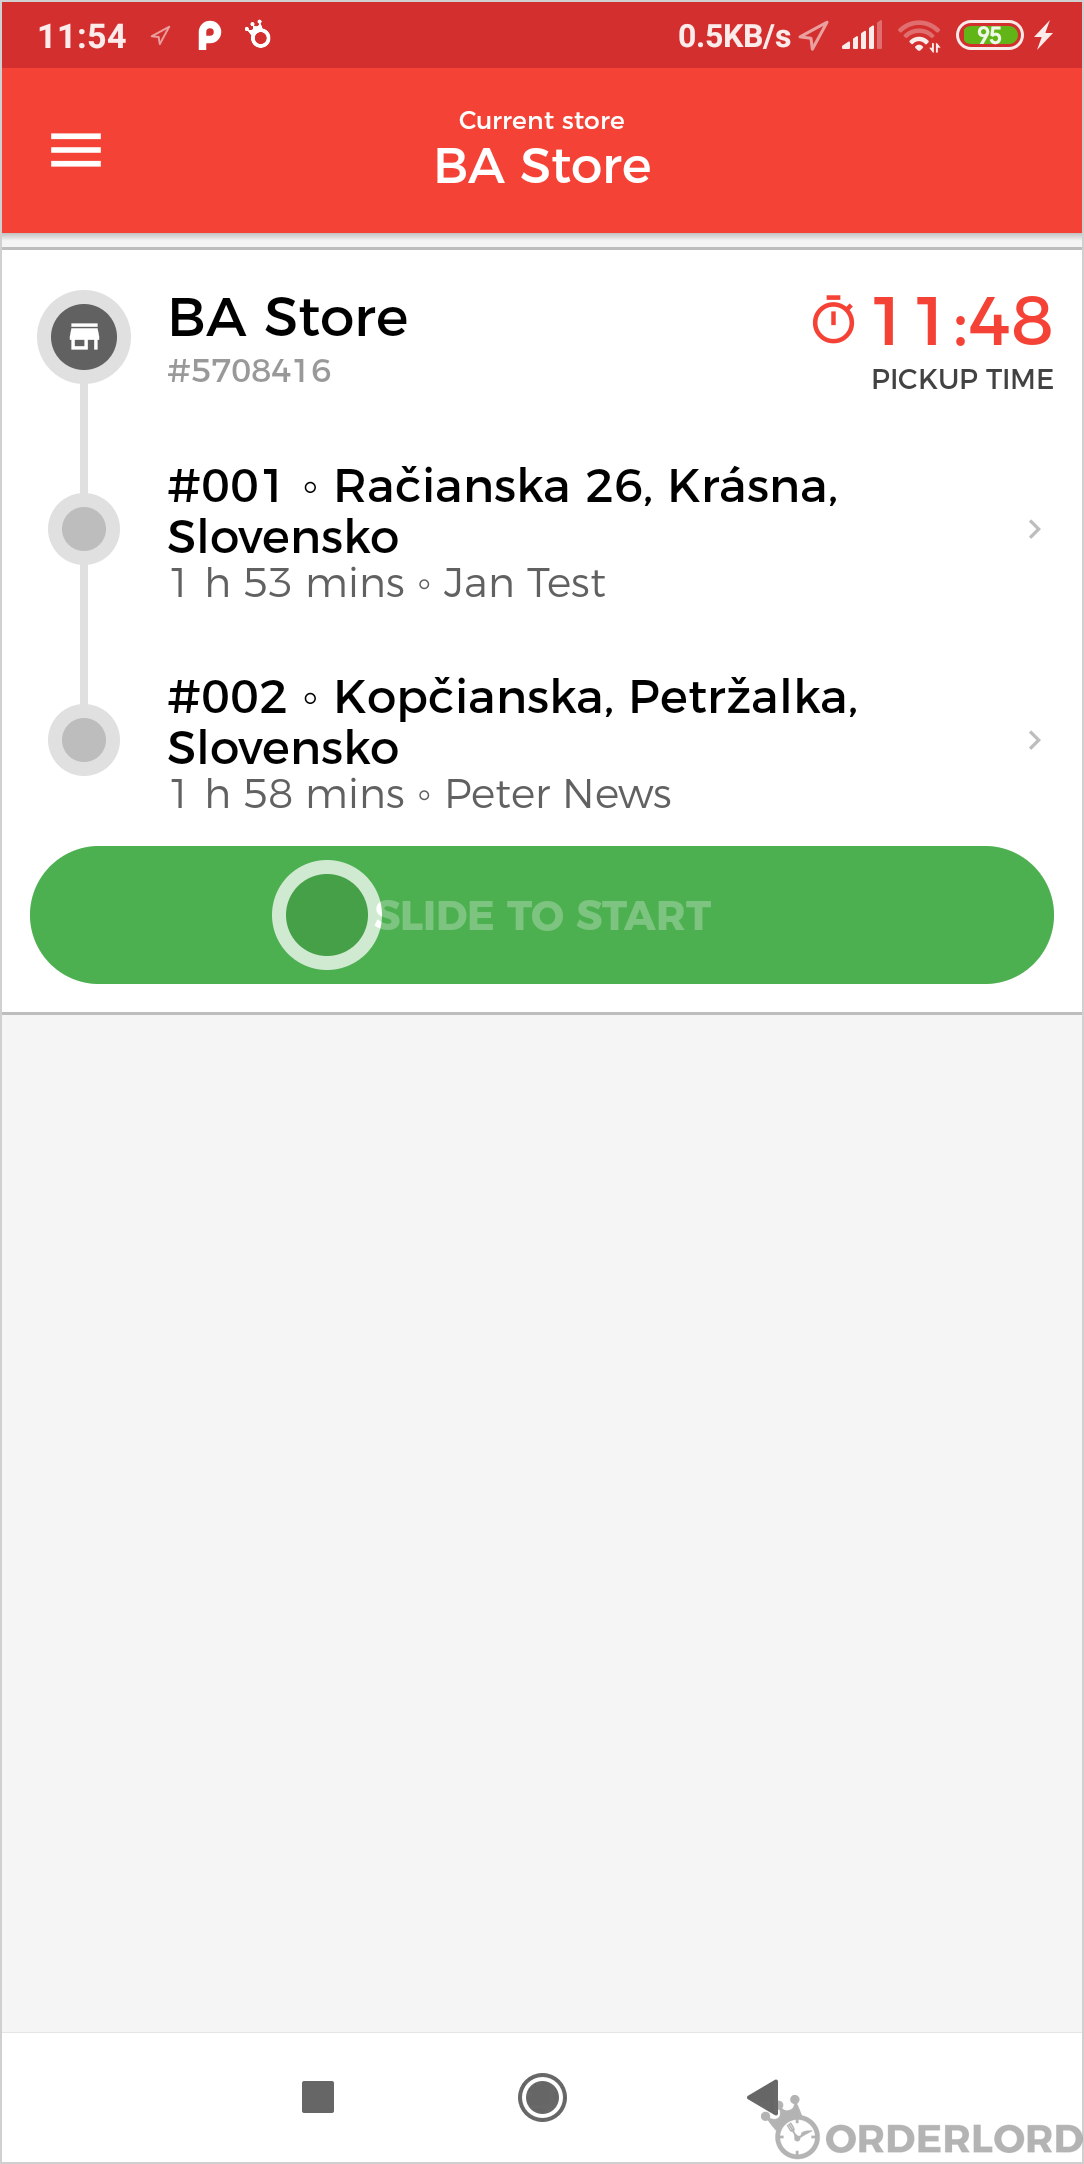 11:54 0.5KB/s 95
Current store
BA Store
BA Store 11:48
#5708416 PICKUP TIME
#001 ◦ Račianska 26, Krásna,
Slovensko
1 h 53 mins ◦ Jan Test
#002 ◦ Kopčianska, Petržalka,
Slovensko
1 h 58 mins ◦ Peter News
SLIDE TO START
ORDERLORD